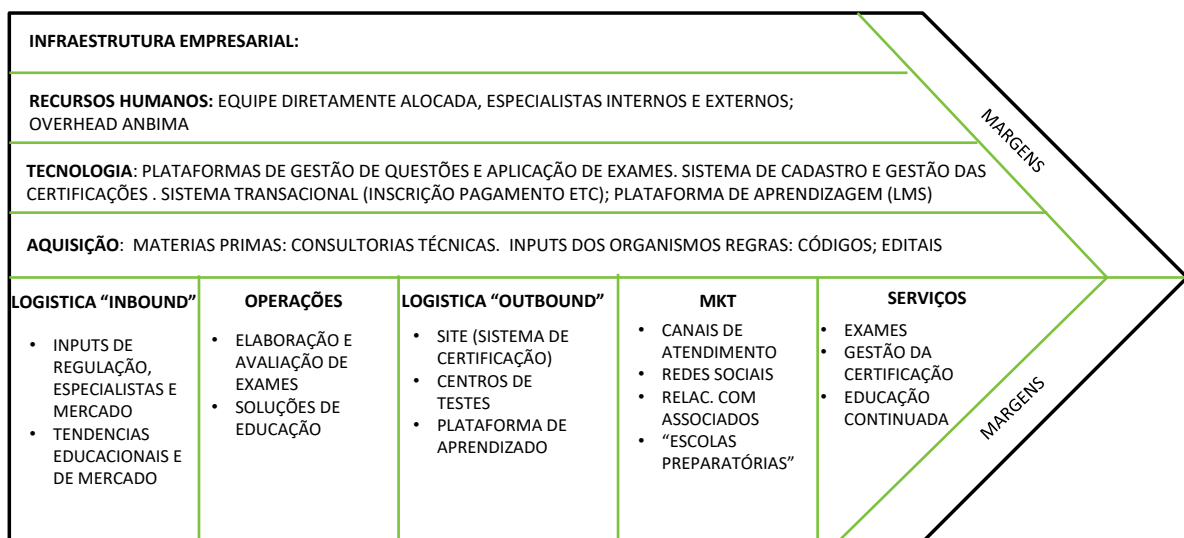 INFRAESTRUTURA EMPRESARIAL:
RECURSOS HUMANOS: EQUIPE DIRETAMENTE ALOCADA, ESPECIALISTAS INTERNOS E EXTERNOS;
OVERHEAD ANBIMA
TECNOLOGIA: PLATAFORMAS DE GESTÃO DE QUESTÕES E APLICAÇÃO DE EXAMES. SISTEMA DE CADASTRO E GESTÃO DAS
CERTIFICAÇÕES . SISTEMA TRANSACIONAL (INSCRIÇÃO PAGAMENTO ETC); PLATAFORMA DE APRENDIZAGEM (LMS)
AQUISIÇÃO: MATERIAS PRIMAS: CONSULTORIAS TÉCNICAS. INPUTS DOS ORGANISMOS REGRAS: CÓDIGOS; EDITAIS
MARGENS
LOGISTICA “INBOUND”
• INPUTS DE
REGULAÇÃO,
ESPECIALISTAS E
MERCADO
• TENDENCIAS
EDUCACIONAIS E
DE MERCADO
OPERAÇÕES
• ELABORAÇÃO E
AVALIAÇÃO DE
EXAMES
• SOLUÇÕES DE
EDUCAÇÃO
LOGISTICA “OUTBOUND”
• SITE (SISTEMA DE
CERTIFICAÇÃO)
• CENTROS DE
TESTES
• PLATAFORMA DE
APRENDIZADO
MKT
• CANAIS DE
ATENDIMENTO
• REDES SOCIAIS
• RELAC. COM
ASSOCIADOS
• “ESCOLAS
PREPARATÓRIAS”
SERVIÇOS
• EXAMES
• GESTÃO DA
CERTIFICAÇÃO
• EDUCAÇÃO
CONTINUADA
MARGENS